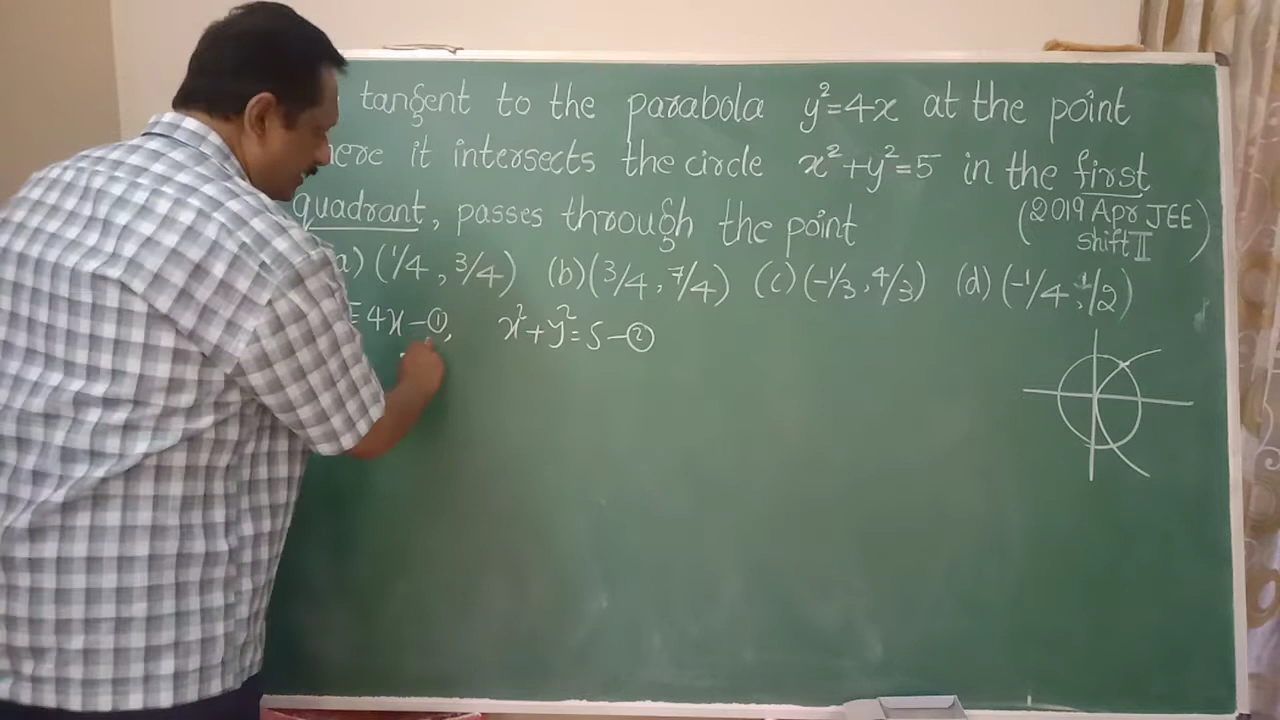 tangent to the parabola y²=4x at the point
it intersects the circle x²+y²=5 in the first
quadrant, passes through the point
(2019 Apr JEE
shift II)
a) (1/4, 3/4) (b) (3/4, 7/4) (c) (-1/3, 4/3) (d) (-1/4, 1/2)
= 4x - ①, x²+y²=5 - ②